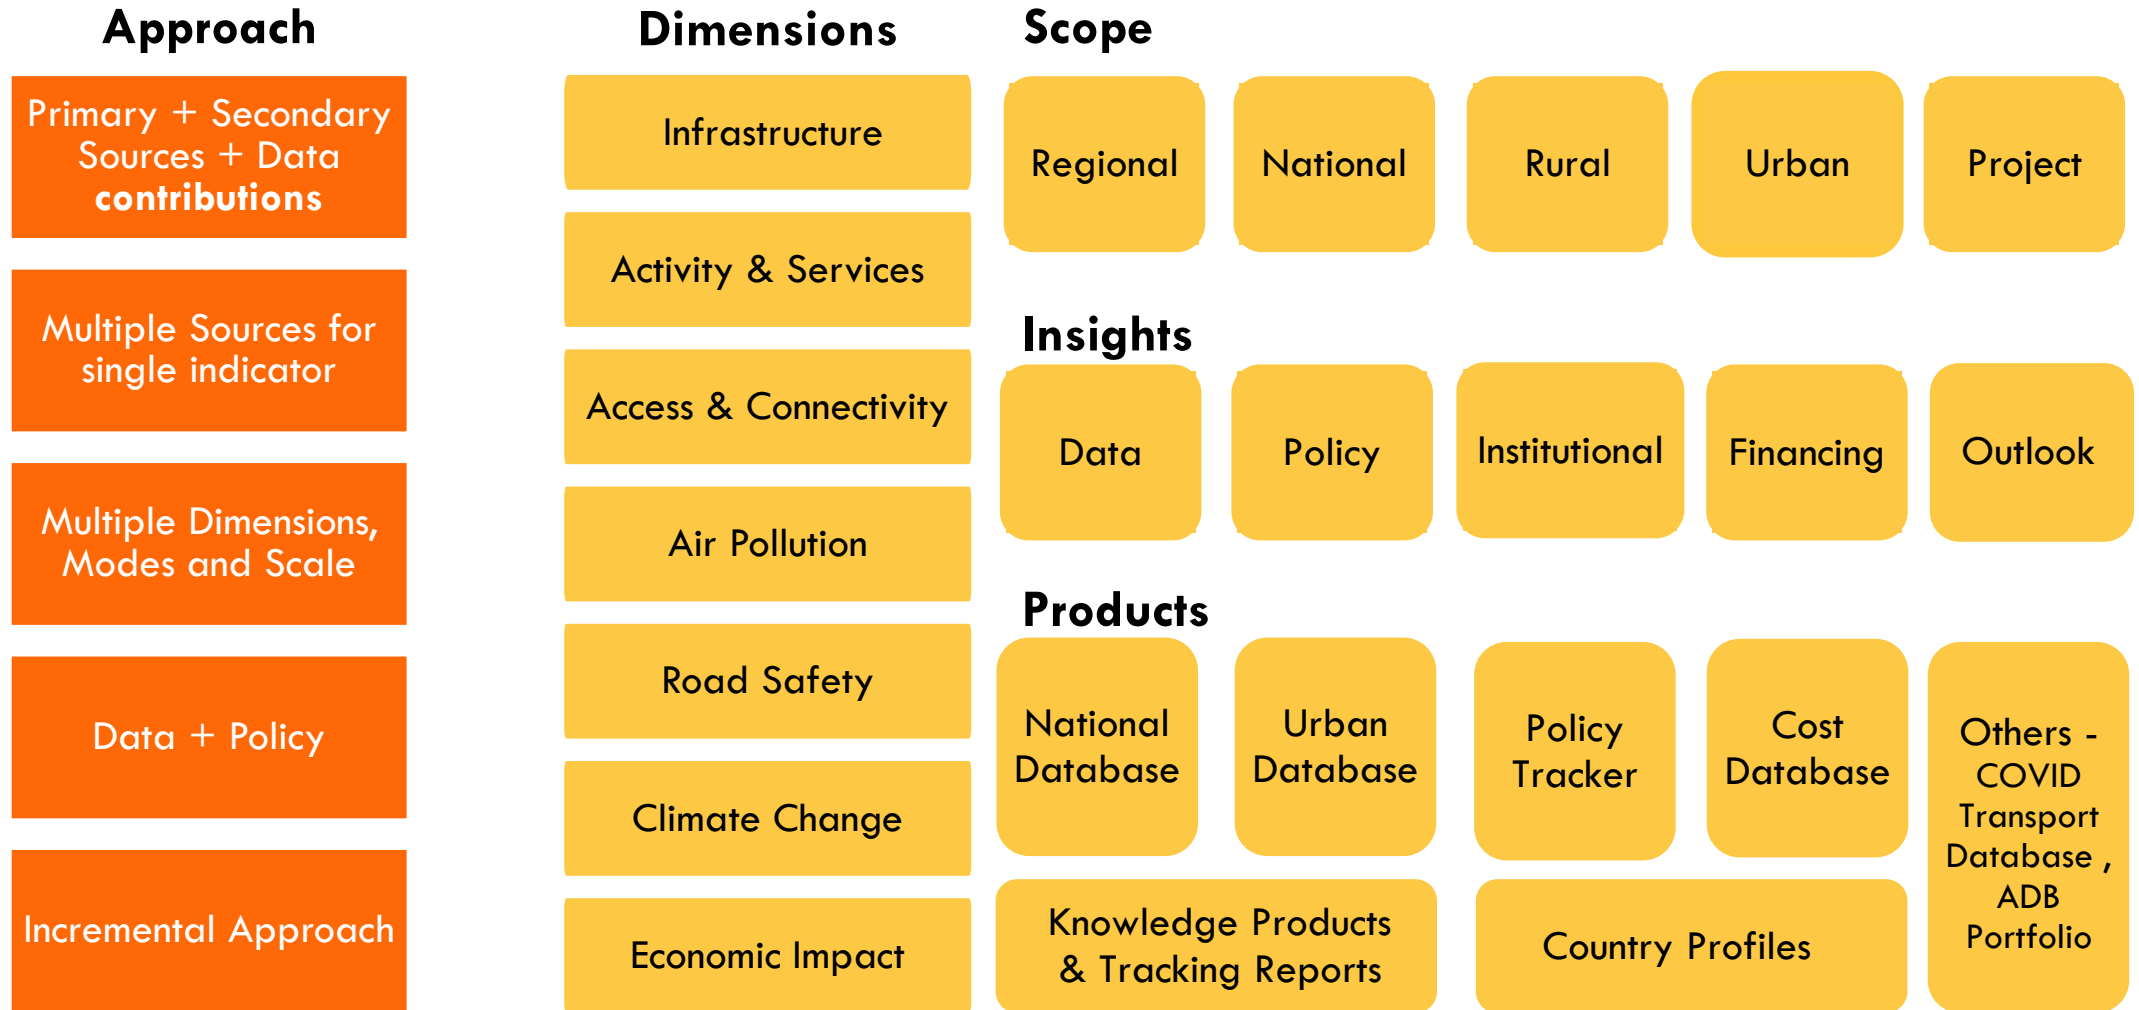 Approach
Primary + Secondary
Sources + Data
contributions
Multiple Sources for
single indicator
Multiple Dimensions,
Modes and Scale
Data + Policy
Incremental Approach
Dimensions
Infrastructure
Activity & Services
Access & Connectivity
Air Pollution
Road Safety
Climate Change
Economic Impact
Scope
Regional
National
Rural
Urban
Project
Insights
Data
Policy
Institutional
Financing
Outlook
Products
National
Database
Urban
Database
Policy
Tracker
Cost
Database
Others -
COVID
Transport
Database ,
ADB
Portfolio
Knowledge Products
& Tracking Reports
Country Profiles